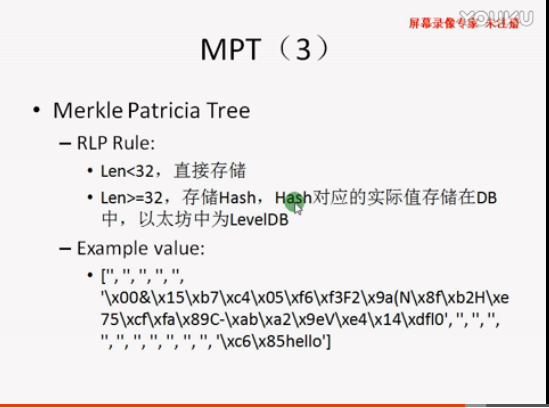 YOUKU
屏幕录像专家 未注册
MPT（3）
• Merkle Patricia Tree
– RLP Rule:
• Len<32，直接存储
• Len>=32，存储Hash，Hash对应的实际值存储在DB
中，以太坊中为LevelDB
– Example value:
• ['', '', '', '', '',
'\x00&\x15\xb7\xc4\x05\xf6\xf3F2\x9a(N\x8f\xb2H\xe
75\xcf\xfa\x89C-\xab\xa2\x9eV\xe4\x14\xdfl0', '', '', '',
'', '', '', '', '', '', '', '\xc6\x85hello']